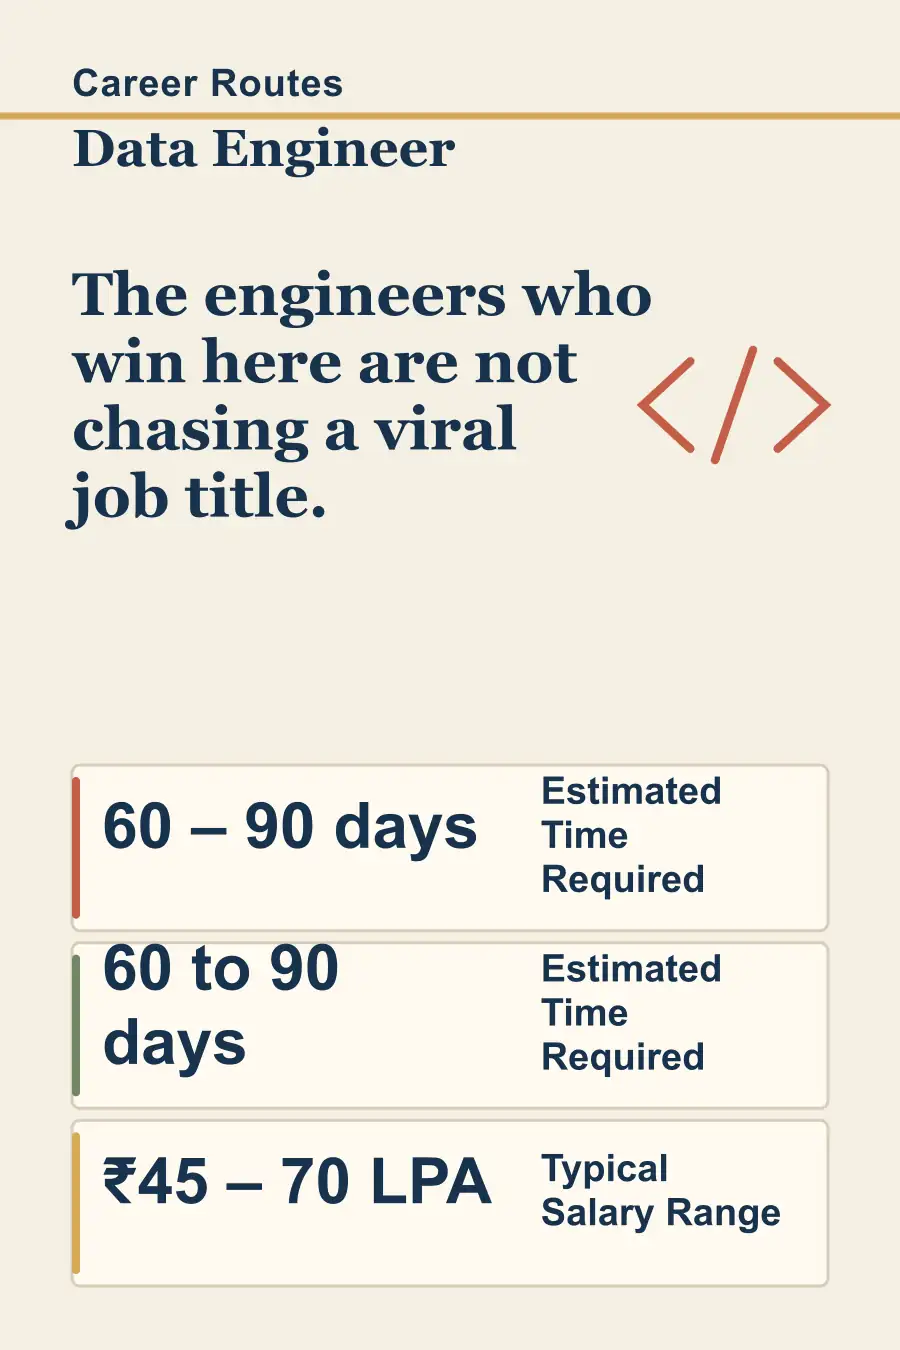 Career Routes
Data Engineer
The engineers who
win here are not
chasing a viral
job title.
60 – 90 days
Estimated
Time
Required
60 to 90
days
Estimated
Time
Required
₹45 – 70 LPA
Typical
Salary Range